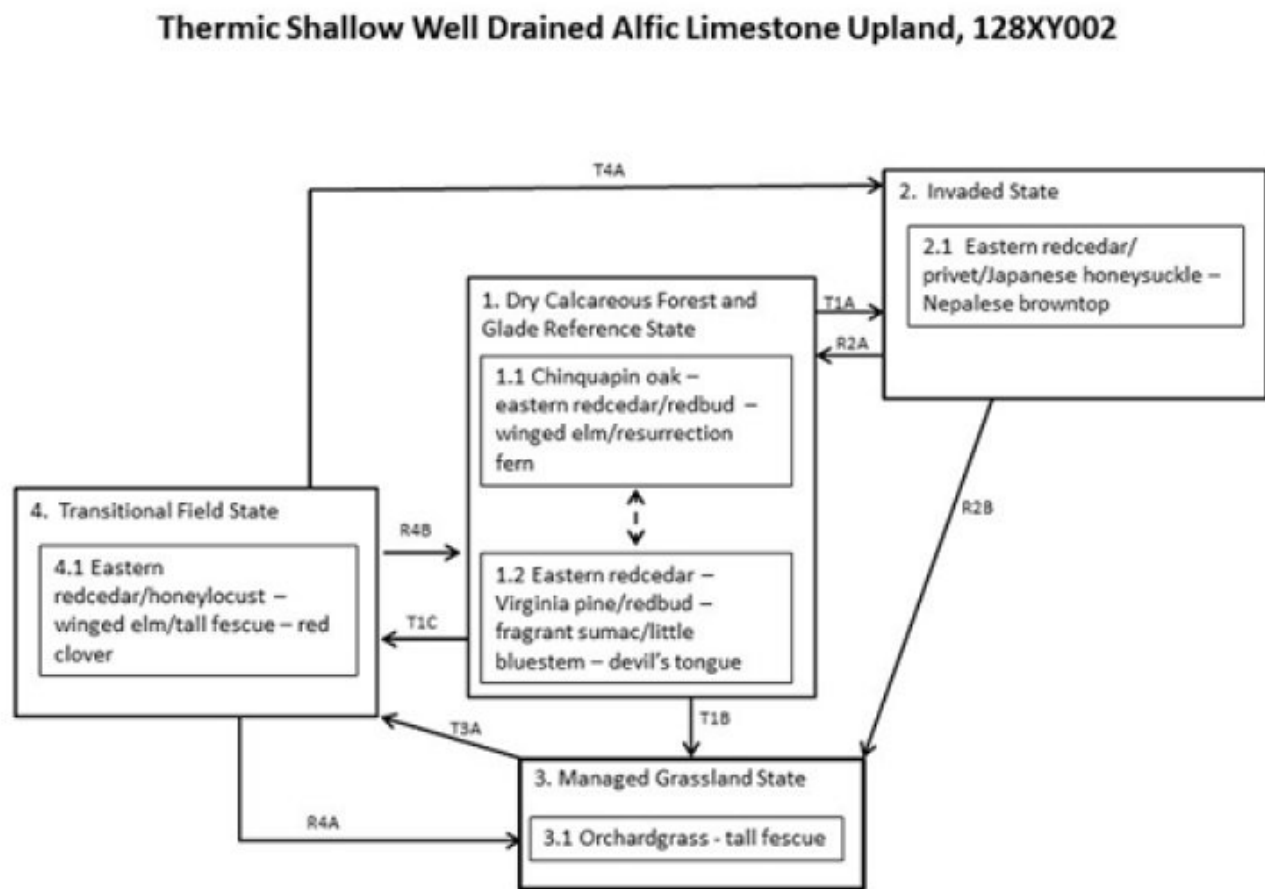 Thermic Shallow Well Drained Alfic Limestone Upland, 128XY002
T4A
2. Invaded State
2.1 Eastern redcedar/
privet/Japanese honeysuckle –
Nepalese browntop
1. Dry Calcareous Forest and
Glade Reference State
T1A
R2A
1.1 Chinquapin oak –
eastern redcedar/redbud –
winged elm/resurrection
fern
4. Transitional Field State
R4B
R2B
4.1 Eastern
redcedar/honeylocust –
winged elm/tall fescue – red
clover
1.2 Eastern redcedar –
Virginia pine/redbud –
fragrant sumac/little
bluestem – devil's tongue
T1C
T1B
T3A
3. Managed Grassland State
R4A
3.1 Orchardgrass - tall fescue